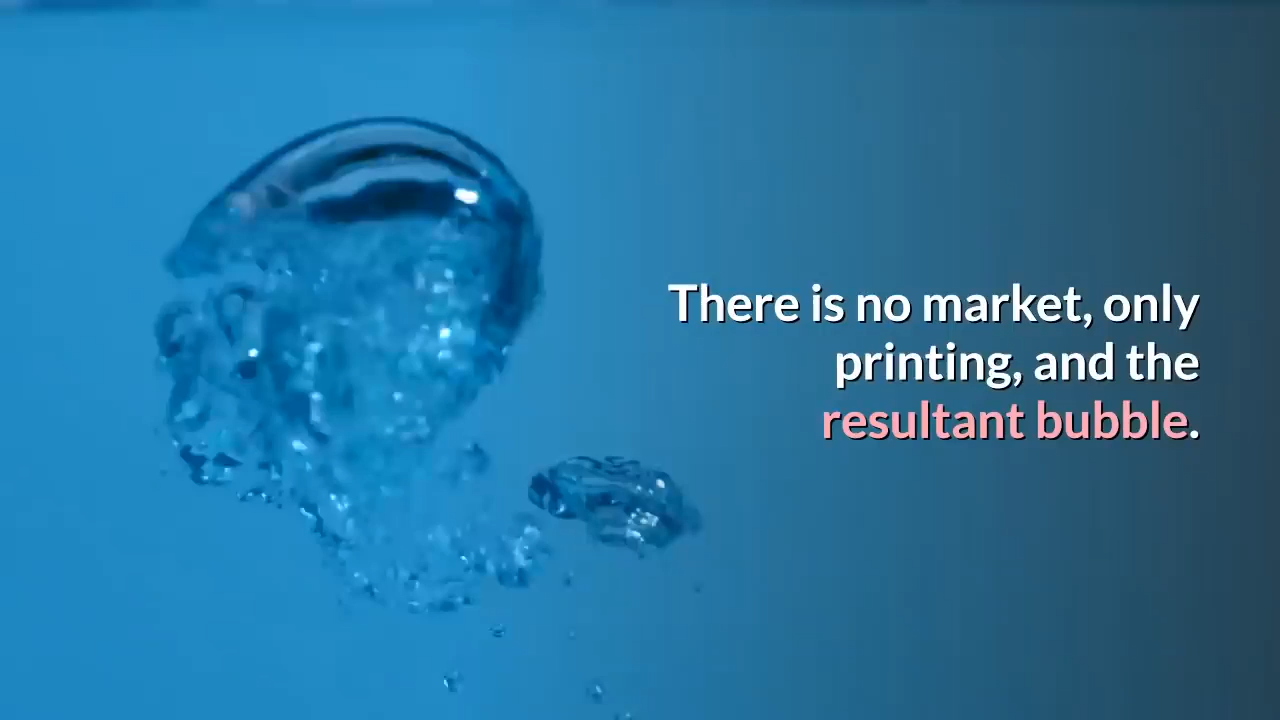 There is no market, only
printing, and the
resultant bubble.